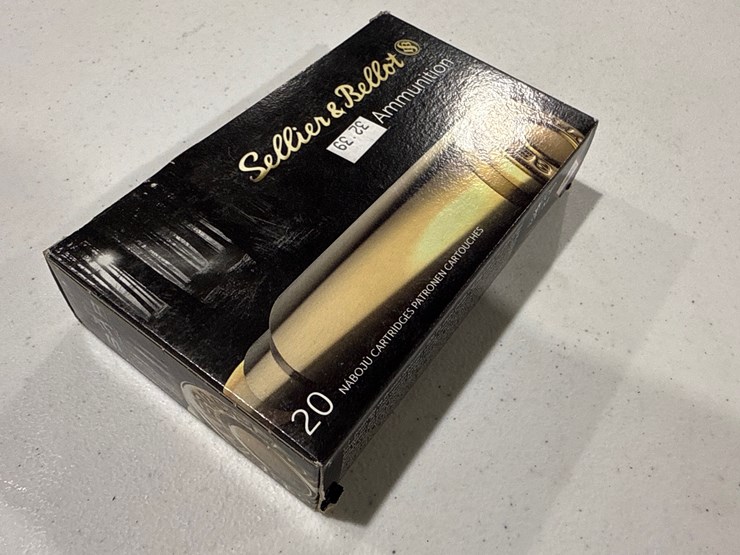 Sellier & Bellot
Ammunition
32.39
20 NÁBOJŮ CARTRIDGES PATRONEN CARTOUCHES